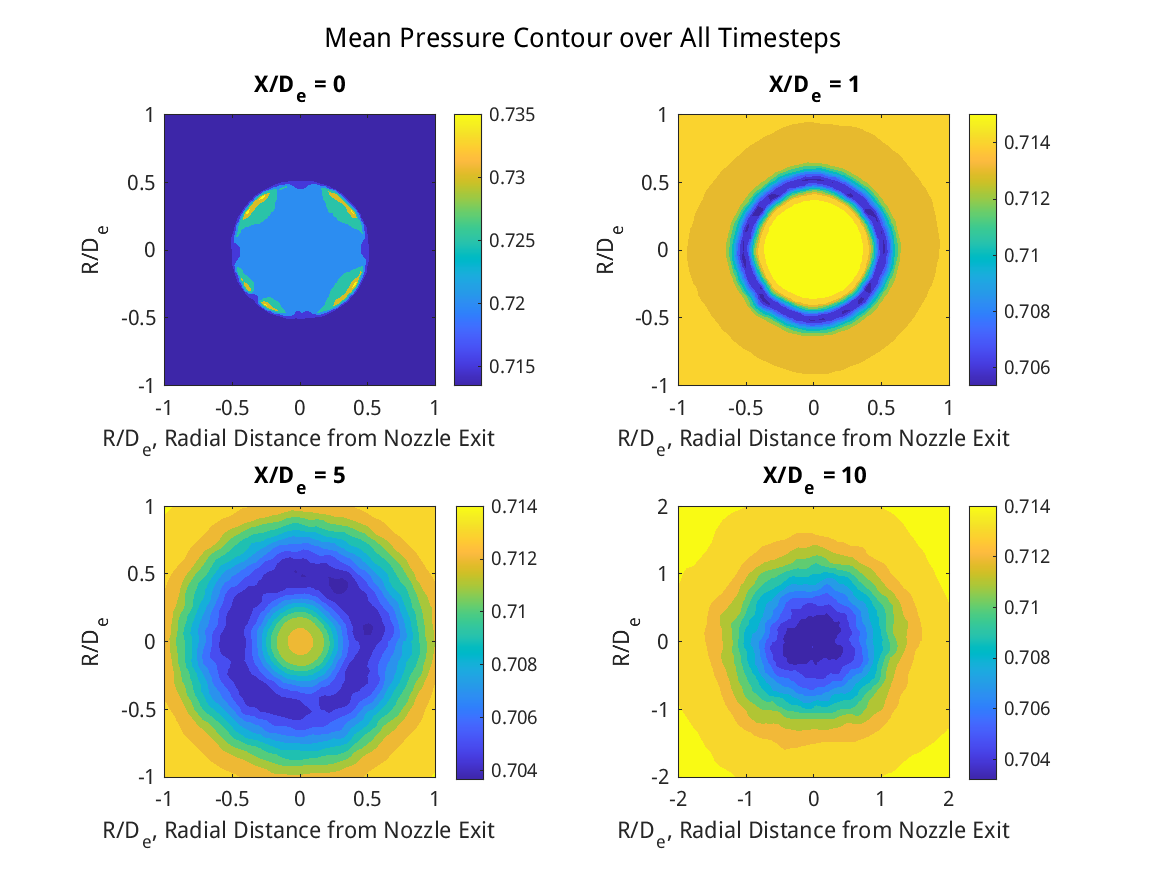 Mean Pressure Contour over All Timesteps
X/De = 0
1
0.5
0
-0.5
-1
-1 -0.5 0 0.5 1
R/De
R/De, Radial Distance from Nozzle Exit
0.735
0.73
0.725
0.72
0.715
X/De = 1
1
0.5
0
-0.5
-1
-1 -0.5 0 0.5 1
R/De
R/De, Radial Distance from Nozzle Exit
0.714
0.712
0.71
0.708
0.706
X/De = 5
1
0.5
0
-0.5
-1
-1 -0.5 0 0.5 1
R/De
R/De, Radial Distance from Nozzle Exit
0.714
0.712
0.71
0.708
0.706
0.704
X/De = 10
2
1
0
-1
-2
-2 -1 0 1 2
R/De
R/De, Radial Distance from Nozzle Exit
0.714
0.712
0.71
0.708
0.706
0.704